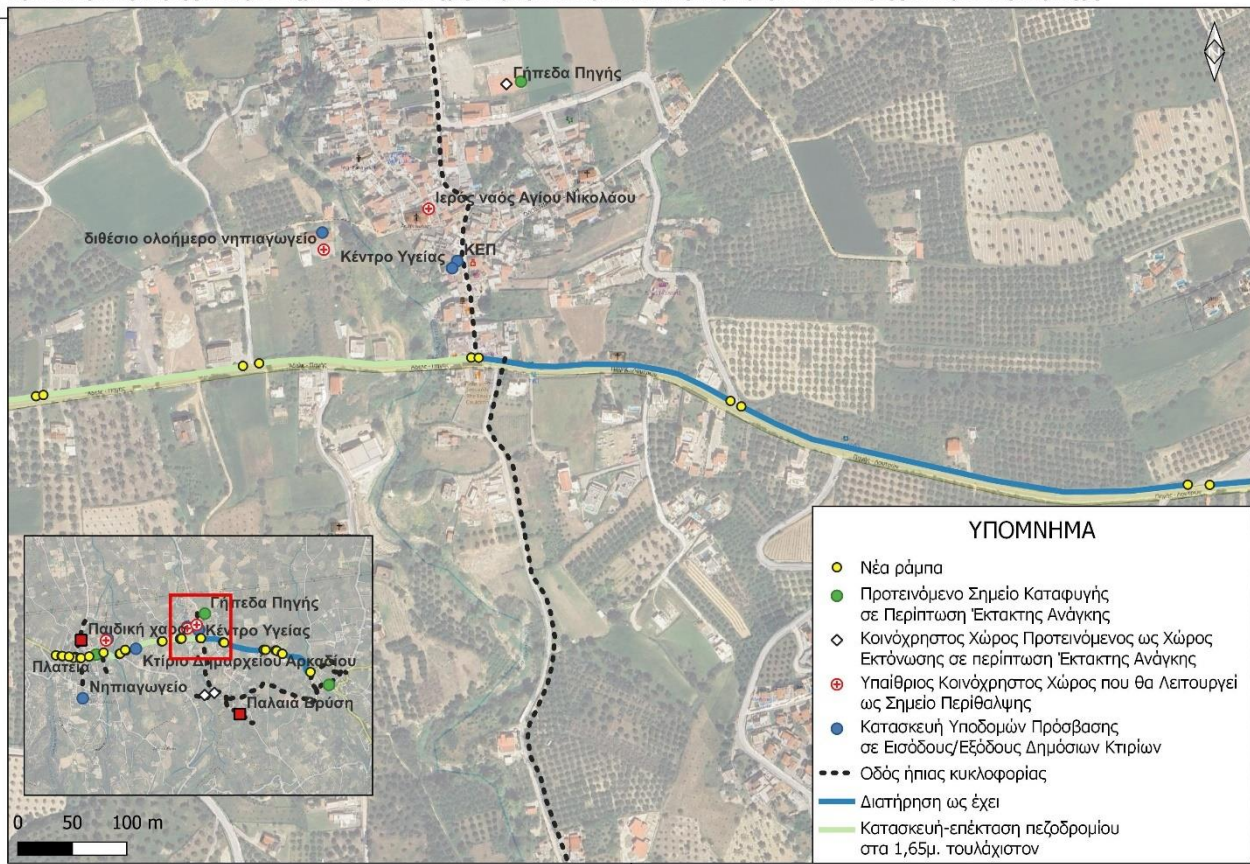 Γήπεδα Πηγής
Ιερός ναός Αγίου Νικολάου
διθέσιο ολοήμερο νηπιαγωγείο
ΚΕΠ
Κέντρο Υγείας
ΥΠΟΜΝΗΜΑ
Νέα ράμπα
Προτεινόμενο Σημείο Καταφυγής
σε Περίπτωση Έκτακτης Ανάγκης
Κοινόχρηστος Χώρος Προτεινόμενος ως Χώρος
Εκτόνωσης σε περίπτωση Έκτακτης Ανάγκης
Υπαίθριος Κοινόχρηστος Χώρος που θα Λειτουργεί
ως Σημείο Περίθαλψης
Κατασκευή Υποδομών Πρόσβασης
σε Εισόδους/Εξόδους Δημόσιων Κτιρίων
Οδός ήπιας κυκλοφορίας
Διατήρηση ως έχει
Κατασκευή-επέκταση πεζοδρομίου
στα 1,65μ. τουλάχιστον
Γήπεδα Πηγής
Παιδική χαρά
Κέντρο Υγείας
Πλατεία
Κτίριο Δημαρχείου Αρκαδίου
Νηπιαγωγείο
Παλαιά Βρύση
0 50 100 m